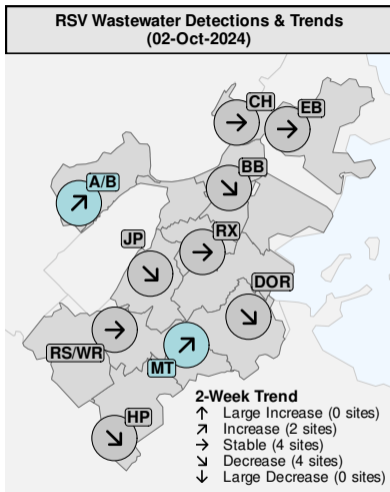 RSV Wastewater Detections & Trends
(02-Oct-2024)
CH
EB
BB
A/B
RX
JP
DOR
RS/WR
MT
HP
2-Week Trend
↑ Large Increase (0 sites)
↗ Increase (2 sites)
→ Stable (4 sites)
↘ Decrease (4 sites)
↓ Large Decrease (0 sites)